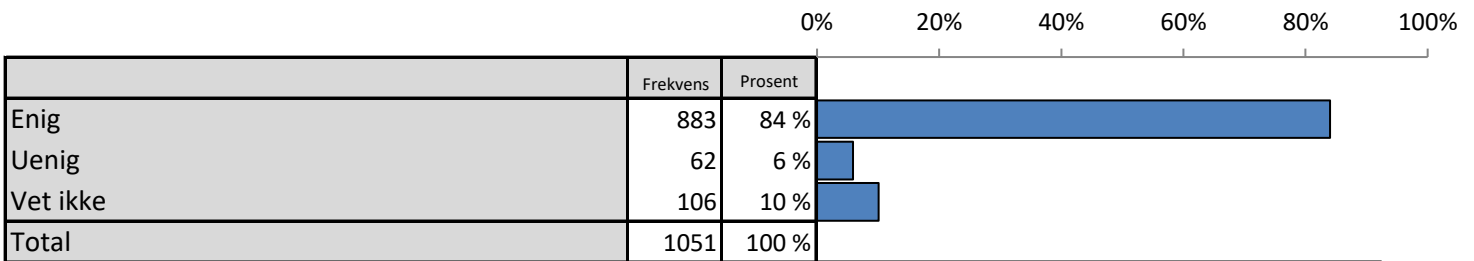 0% 20% 40% 60% 80% 100%
Frekvens Prosent
Enig 883 84 %
Uenig 62 6 %
Vet ikke 106 10 %
Total 1051 100 %